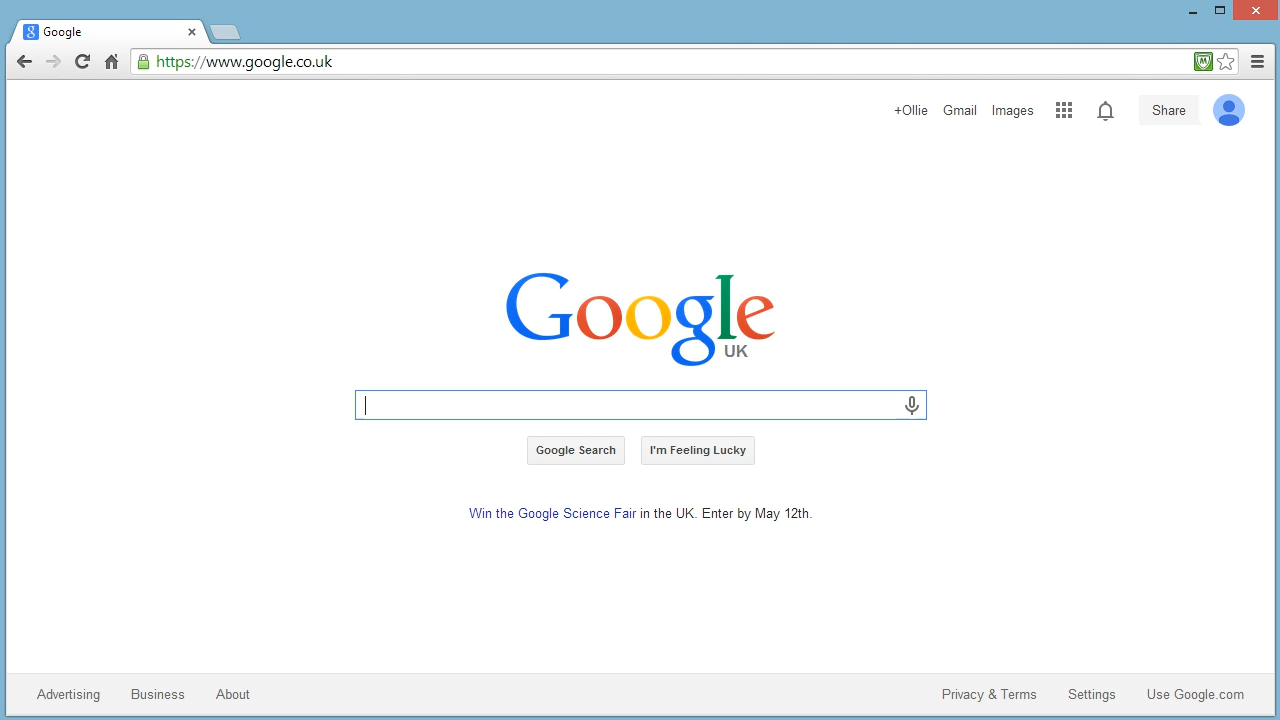 Google
https://www.google.co.uk
+Ollie Gmail Images Share
Google
UK
Google Search I'm Feeling Lucky
Win the Google Science Fair in the UK. Enter by May 12th.
Advertising Business About Privacy & Terms Settings Use Google.com